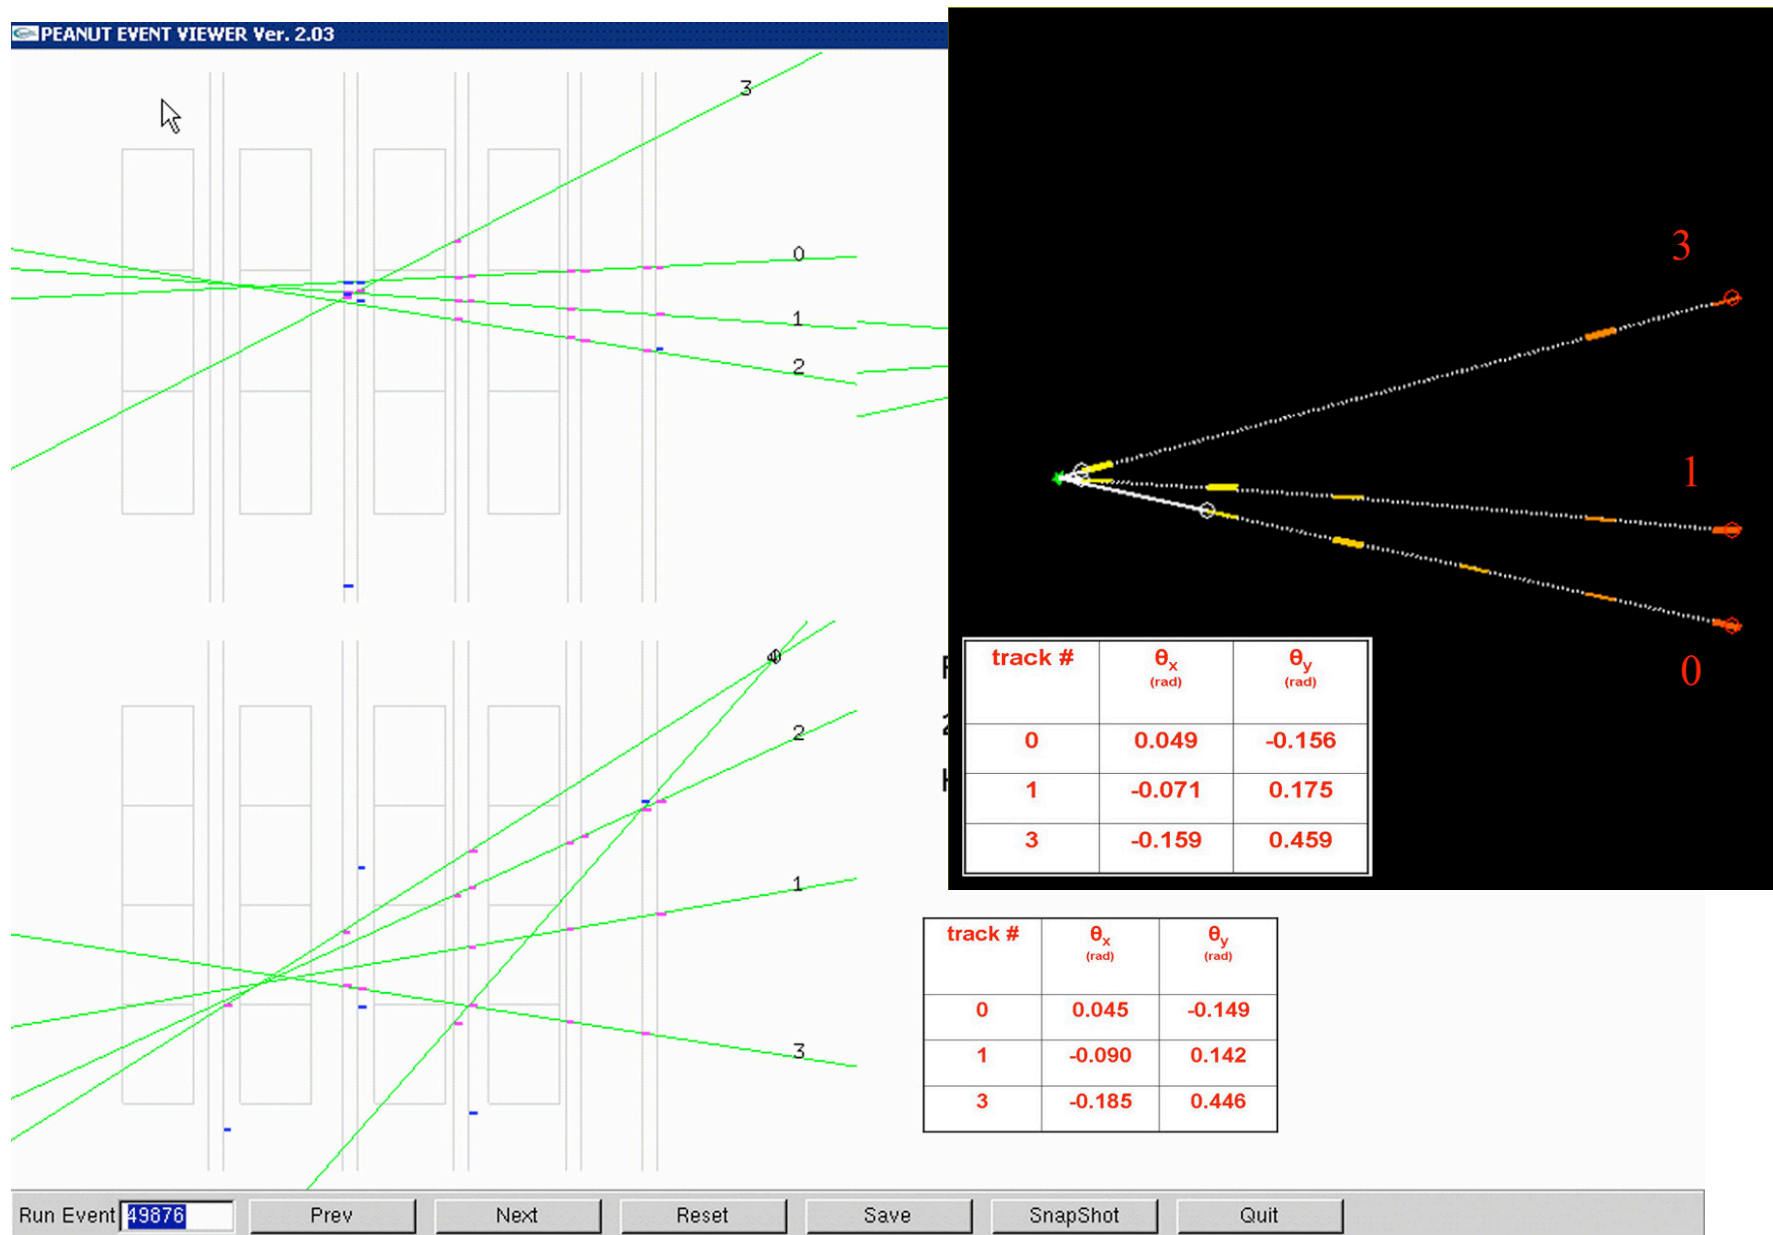 PEANUT EVENT VIEWER Ver. 2.03
3
0
1
2
3
1
0
2
1
3
track # θx (rad) θy (rad)
0 0.049 -0.156
1 -0.071 0.175
3 -0.159 0.459
track # θx (rad) θy (rad)
0 0.045 -0.149
1 -0.090 0.142
3 -0.185 0.446
Run Event 49876 Prev Next Reset Save SnapShot Quit